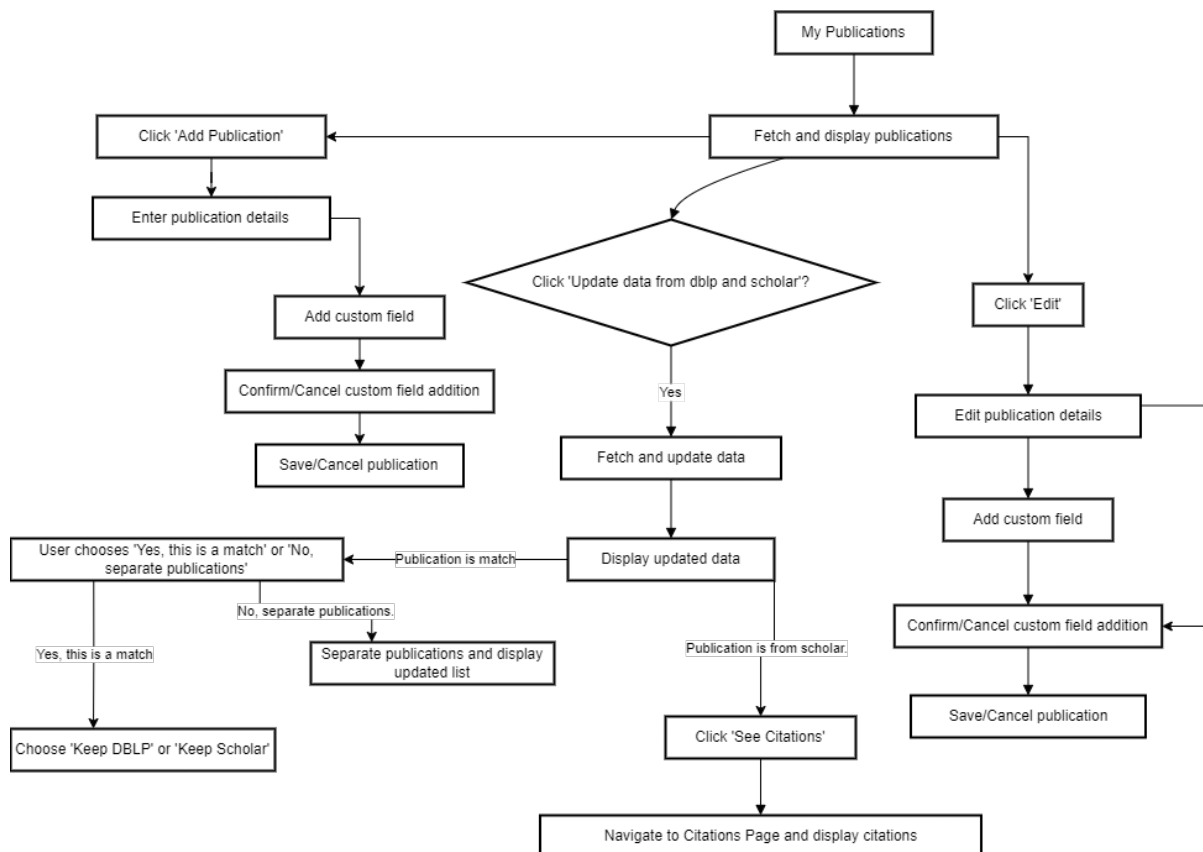 My Publications
Click 'Add Publication'
Fetch and display publications
Enter publication details
Click 'Update data from dblp and scholar'?
Click 'Edit'
Add custom field
Confirm/Cancel custom field addition
Yes
Edit publication details
Save/Cancel publication
Fetch and update data
Add custom field
User chooses 'Yes, this is a match' or 'No,
separate publications'
Publication is match
Display updated data
No, separate publications.
Confirm/Cancel custom field addition
Yes, this is a match
Separate publications and display
updated list
Publication is from scholar.
Save/Cancel publication
Choose 'Keep DBLP' or 'Keep Scholar'
Click 'See Citations'
Navigate to Citations Page and display citations